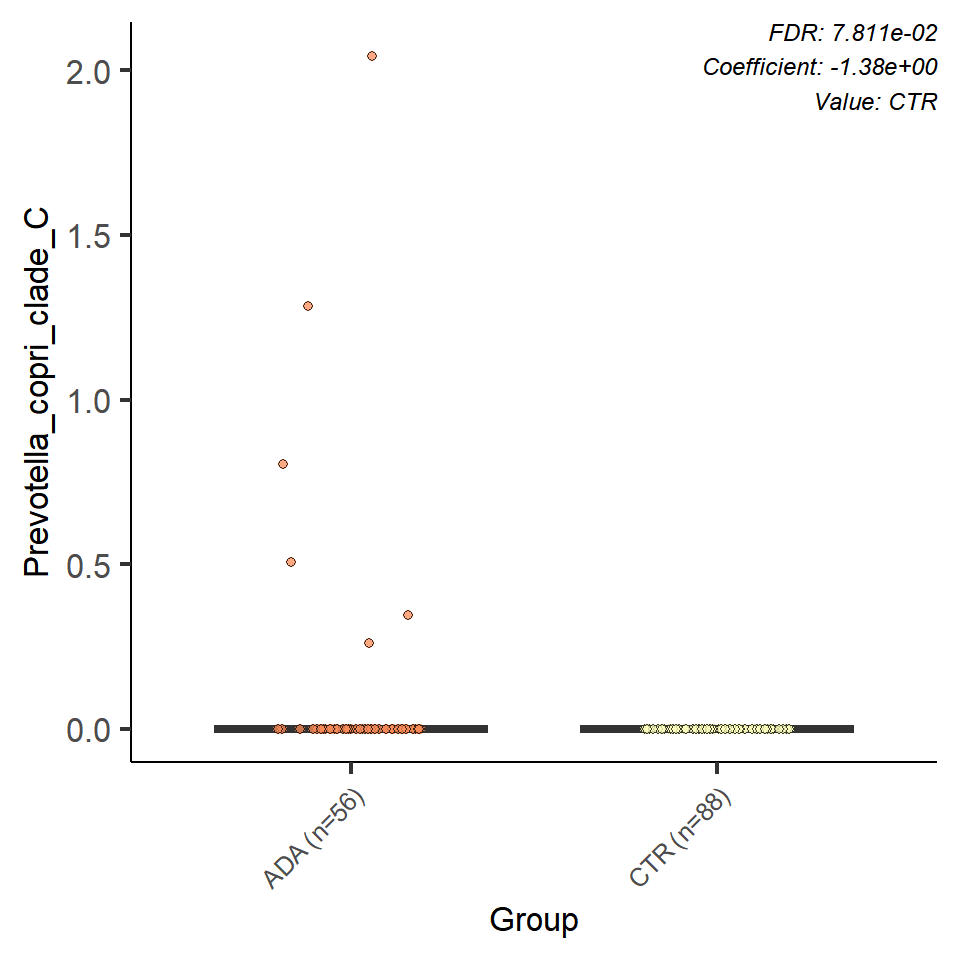 FDR: 7.811e-02
Coefficient: -1.38e+00
Value: CTR
Prevotella_copri_clade_C
2.0
1.5
1.0
0.5
0.0
ADA (n=56)
CTR (n=88)
Group